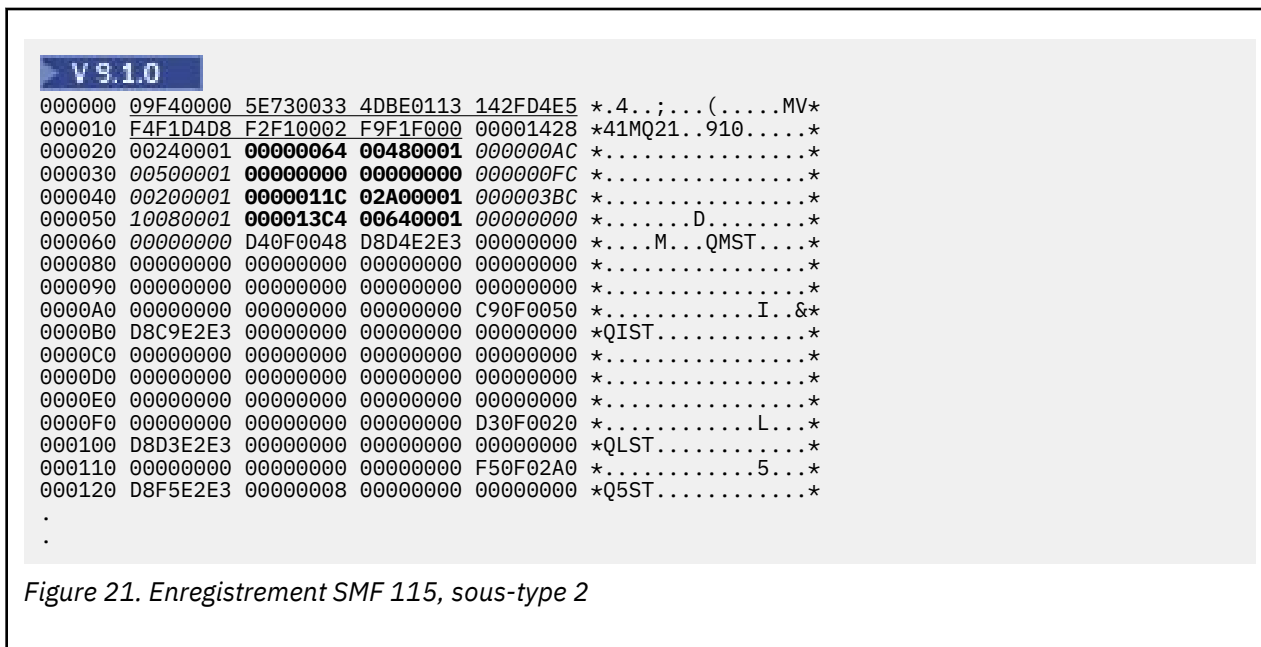 V 9.1.0
000000 09F40000 5E730033 4DBE0113 142FD4E5 *.4..;...(.....MV*
000010 F4F1D4D8 F2F10002 F9F1F000 00001428 *41MQ21..910.....*
000020 00240001 00000064 00480001 000000AC *................*
000030 00500001 00000000 00000000 000000FC *................*
000040 00200001 0000011C 02A00001 000003BC *................*
000050 10080001 000013C4 00640001 00000000 *.......D........*
000060 00000000 D40F0048 D8D4E2E3 00000000 *....M...QMST....*
000080 00000000 00000000 00000000 00000000 *................*
000090 00000000 00000000 00000000 00000000 *................*
0000A0 00000000 00000000 00000000 C90F0050 *............I..&*
0000B0 D8C9E2E3 00000000 00000000 00000000 *QIST............*
0000C0 00000000 00000000 00000000 00000000 *................*
0000D0 00000000 00000000 00000000 00000000 *................*
0000E0 00000000 00000000 00000000 00000000 *................*
0000F0 00000000 00000000 00000000 D30F0020 *............L...*
000100 D8D3E2E3 00000000 00000000 00000000 *QLST............*
000110 00000000 00000000 00000000 F50F02A0 *............5...*
000120 D8F5E2E3 00000008 00000000 00000000 *Q5ST............*
.
.
Figure 21. Enregistrement SMF 115, sous-type 2